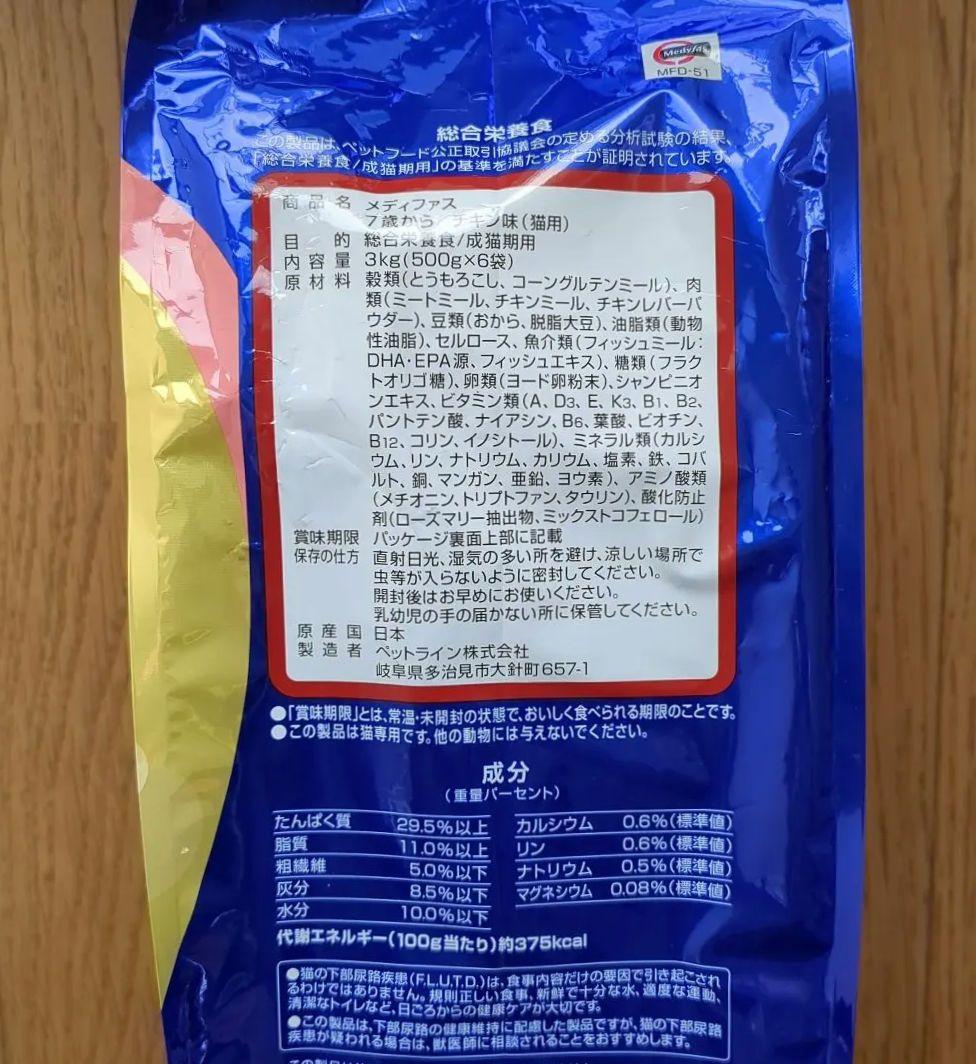 Medyfas
MFD-51
総合栄養食
この製品は、ペットフード公正取引協議会の定める分析試験の結果、
「総合栄養食/成猫期用」の基準を満たすことが証明されています。
商品名 メディファス
7歳から チキン味(猫用)
目的 総合栄養食/成猫期用
内容量 3kg(500g×6袋)
原材料 穀類(とうもろこし、コーングルテンミール)、肉
類(ミートミール、チキンミール、チキンレバーパ
ウダー)、豆類(おから、脱脂大豆)、油脂類(動物
性油脂)、セルロース、魚介類(フィッシュミール:
DHA・EPA源、フィッシュエキス)、糖類(フラク
トオリゴ糖)、卵類(ヨード卵粉末)、シャンピニオ
ンエキス、ビタミン類(A、D3、E、K3、B1、B2、
パントテン酸、ナイアシン、B6、葉酸、ビオチン、
B12、コリン、イノシトール)、ミネラル類(カルシ
ウム、リン、ナトリウム、カリウム、塩素、鉄、コバ
ルト、銅、マンガン、亜鉛、ヨウ素)、アミノ酸類
(メチオニン、トリプトファン、タウリン)、酸化防止
剤(ローズマリー抽出物、ミックストコフェロール)
賞味期限 パッケージ裏面上部に記載
保存の仕方 直射日光、湿気の多い所を避け、涼しい場所で
虫等が入らないように密封してください。
開封後はお早めにお使いください。
乳幼児の手の届かない所に保管してください。
原産国 日本
製造者 ペットライン株式会社
岐阜県多治見市大針町657-1
●「賞味期限」とは、常温・未開封の状態で、おいしく食べられる期限のことです。
●この製品は猫専用です。他の動物には与えないでください。
成分
(重量パーセント)
たんぱく質 29.5%以上 カルシウム 0.6%(標準値)
脂質 11.0%以上 リン 0.6%(標準値)
粗繊維 5.0%以下 ナトリウム 0.5%(標準値)
灰分 8.5%以下 マグネシウム 0.08%(標準値)
水分 10.0%以下
代謝エネルギー(100g当たり)約375kcal
●猫の下部尿路疾患(F.L.U.T.D.)は、食事内容だけの要因で引き起こされ
るわけではありません。規則正しい食事、新鮮で十分な水、適度な運動、
清潔なトイレなど、日ごろからの健康ケアが大切です。
●この製品は、下部尿路の健康維持に配慮した製品ですが、猫の下部尿路
疾患が疑われる場合は、獣医師に相談されることをおすすめします。